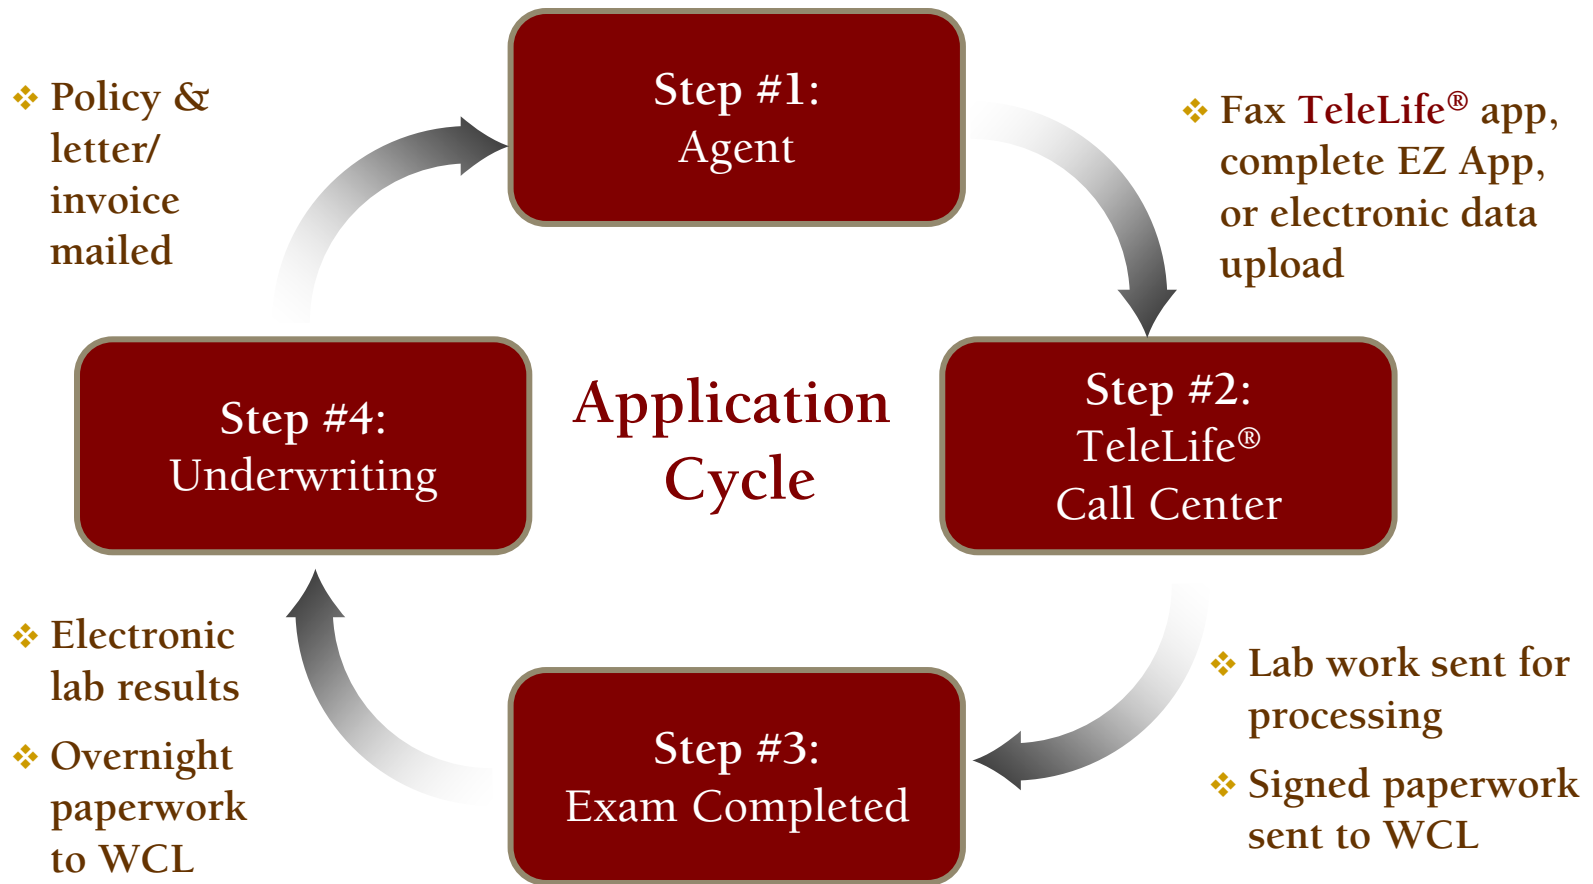 Step #1:
Agent
Fax TeleLife® app,
complete EZ App,
or electronic data
upload
Step #2:
TeleLife®
Call Center
Lab work sent for
processing
Signed paperwork
sent to WCL
Step #3:
Exam Completed
Electronic
lab results
Overnight
paperwork
to WCL
Step #4:
Underwriting
Policy &
letter/
invoice
mailed
Application
Cycle